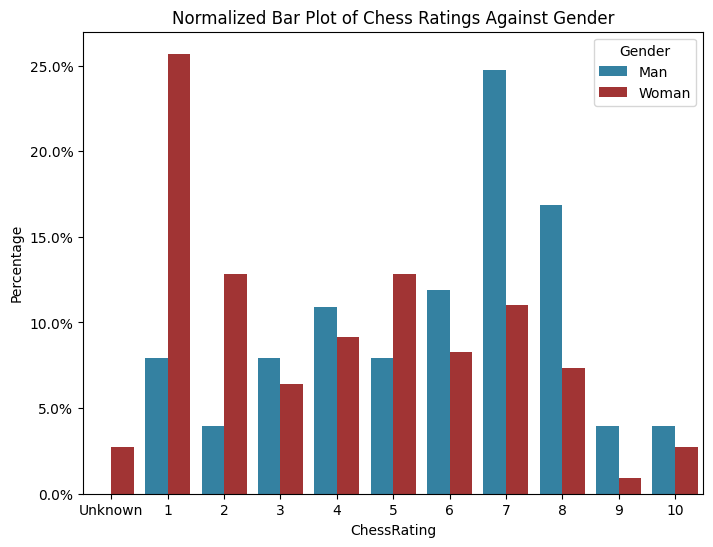 Normalized Bar Plot of Chess Ratings Against Gender
Gender
Man
Woman
Percentage
25.0%
20.0%
15.0%
10.0%
5.0%
0.0%
Unknown 1 2 3 4 5 6 7 8 9 10
ChessRating